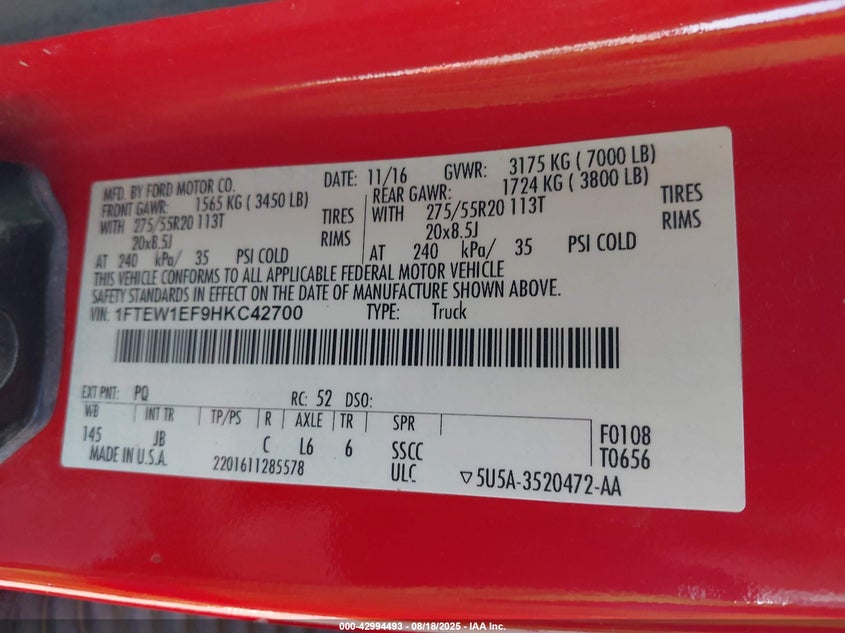 MFD. BY FORD MOTOR CO. DATE: 11/16 GVWR: 3175 KG ( 7000 LB)
FRONT GAWR: 1565 KG ( 3450 LB) REAR GAWR: 1724 KG ( 3800 LB)
WITH 275/55R20 113T TIRES WITH 275/55R20 113T TIRES
20x8.5J RIMS 20x8.5J RIMS
AT 240 kPa/ 35 PSI COLD AT 240 kPa/ 35 PSI COLD
THIS VEHICLE CONFORMS TO ALL APPLICABLE FEDERAL MOTOR VEHICLE
SAFETY STANDARDS IN EFFECT ON THE DATE OF MANUFACTURE SHOWN ABOVE.
VIN: 1FTEW1EF9HKC42700 TYPE: Truck
EXT PNT: PQ RC: 52 DSO:
WB INT TR TP/PS R AXLE TR SPR
145 JB C L6 6 SSCC F0108
MADE IN U.S.A. 2201611285578 ULC T0656
▽5U5A-3520472-AA
000-42994493 - 08/18/2025 - IAA Inc.